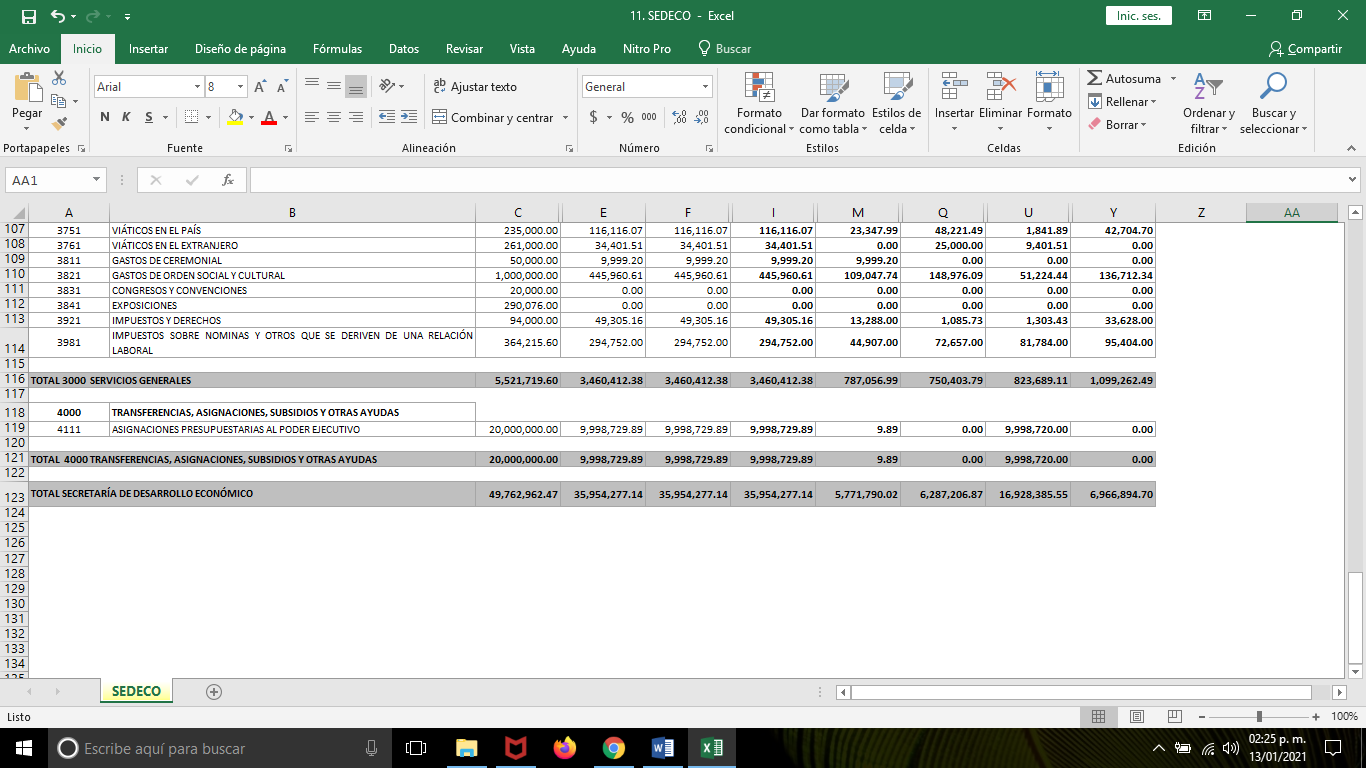 11. SEDECO - Excel
Inic. ses.
Archivo Inicio Insertar Diseño de página Fórmulas Datos Revisar Vista Ayuda Nitro Pro Buscar Compartir
Arial 8 Ajustar texto General Autosuma
Pegar Rellenar
N K S Combinar y centrar $ % 000 Formato condicional Dar formato como tabla Estilos de celda Insertar Eliminar Formato Borrar Ordenar y filtrar Buscar y seleccionar
Portapapeles Fuente Alineación Número Estilos Celdas Edición
AA1 fx
A B C E F I M Q U Y Z AA
107 3751 VIÁTICOS EN EL PAÍS 235,000.00 116,116.07 116,116.07 116,116.07 23,347.99 48,221.49 1,841.89 42,704.70
108 3761 VIÁTICOS EN EL EXTRANJERO 261,000.00 34,401.51 34,401.51 34,401.51 0.00 25,000.00 9,401.51 0.00
109 3811 GASTOS DE CEREMONIAL 50,000.00 9,999.20 9,999.20 9,999.20 9,999.20 0.00 0.00 0.00
110 3821 GASTOS DE ORDEN SOCIAL Y CULTURAL 1,000,000.00 445,960.61 445,960.61 445,960.61 109,047.74 148,976.09 51,224.44 136,712.34
111 3831 CONGRESOS Y CONVENCIONES 20,000.00 0.00 0.00 0.00 0.00 0.00 0.00 0.00
112 3841 EXPOSICIONES 290,076.00 0.00 0.00 0.00 0.00 0.00 0.00 0.00
113 3921 IMPUESTOS Y DERECHOS 94,000.00 49,305.16 49,305.16 49,305.16 13,288.00 1,085.73 1,303.43 33,628.00
114 3981 IMPUESTOS SOBRE NOMINAS Y OTROS QUE SE DERIVEN DE UNA RELACIÓN LABORAL 364,215.60 294,752.00 294,752.00 294,752.00 44,907.00 72,657.00 81,784.00 95,404.00
115
116 TOTAL 3000 SERVICIOS GENERALES 5,521,719.60 3,460,412.38 3,460,412.38 3,460,412.38 787,056.99 750,403.79 823,689.11 1,099,262.49
117
118 4000 TRANSFERENCIAS, ASIGNACIONES, SUBSIDIOS Y OTRAS AYUDAS
119 4111 ASIGNACIONES PRESUPUESTARIAS AL PODER EJECUTIVO 20,000,000.00 9,998,729.89 9,998,729.89 9,998,729.89 9.89 0.00 9,998,720.00 0.00
120
121 TOTAL 4000 TRANSFERENCIAS, ASIGNACIONES, SUBSIDIOS Y OTRAS AYUDAS 20,000,000.00 9,998,729.89 9,998,729.89 9,998,729.89 9.89 0.00 9,998,720.00 0.00
122
123 TOTAL SECRETARÍA DE DESARROLLO ECONÓMICO 49,762,962.47 35,954,277.14 35,954,277.14 35,954,277.14 5,771,790.02 6,287,206.87 16,928,385.55 6,966,894.70
124
125
126
127
128
129
130
131
132
133
134
SEDECO
Listo 100%
Escribe aquí para buscar
02:25 p. m.
13/01/2021